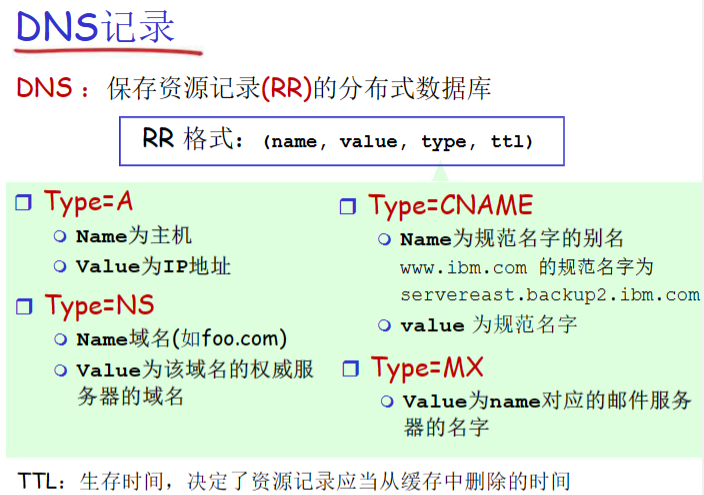 DNS记录
DNS：保存资源记录(RR)的分布式数据库
RR 格式：(name, value, type, ttl)
Type=A
Name为主机
Value为IP地址
Type=NS
Name域名(如foo.com)
Value为该域名的权威服
务器的域名
Type=CNAME
Name为规范名字的别名
www.ibm.com 的规范名字为
servereast.backup2.ibm.com
value 为规范名字
Type=MX
Value为name对应的邮件服务
器的名字
TTL：生存时间，决定了资源记录应当从缓存中删除的时间